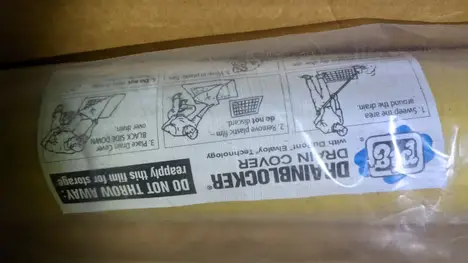 DRAINBLOCKER®
DRAIN COVER
with DuPont™ Elvaloy® Technology
DO NOT THROW AWAY:
reapply this film for storage
1. Sweep the area
around the drain.
2. Remove plastic film –
do not discard.
3. Place Drain Cover
BLACK SIDE DOWN
over drain.